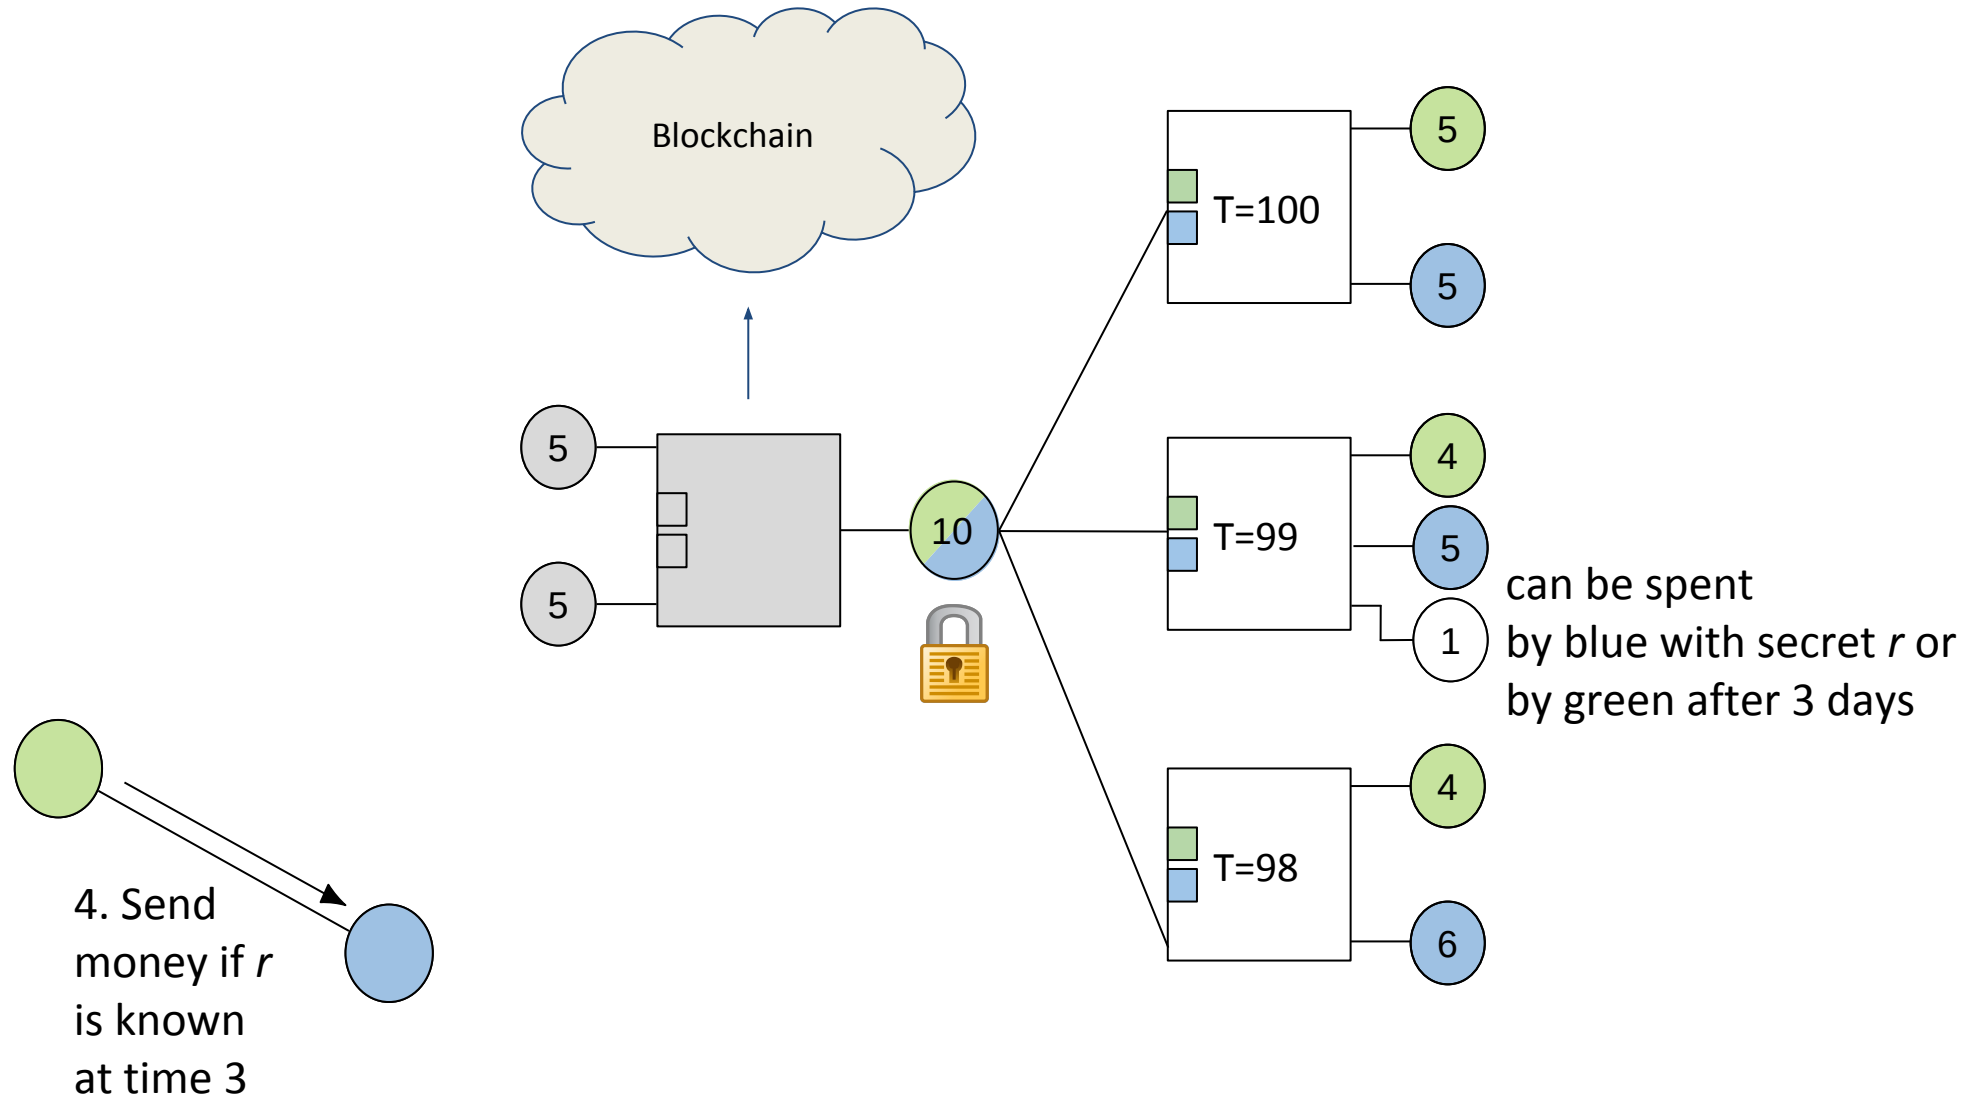 Blockchain
5
T=100
5
5
10
5
4
T=99
5
1
can be spent
by blue with secret r or
by green after 3 days
4
T=98
6
4. Send
money if r
is known
at time 3